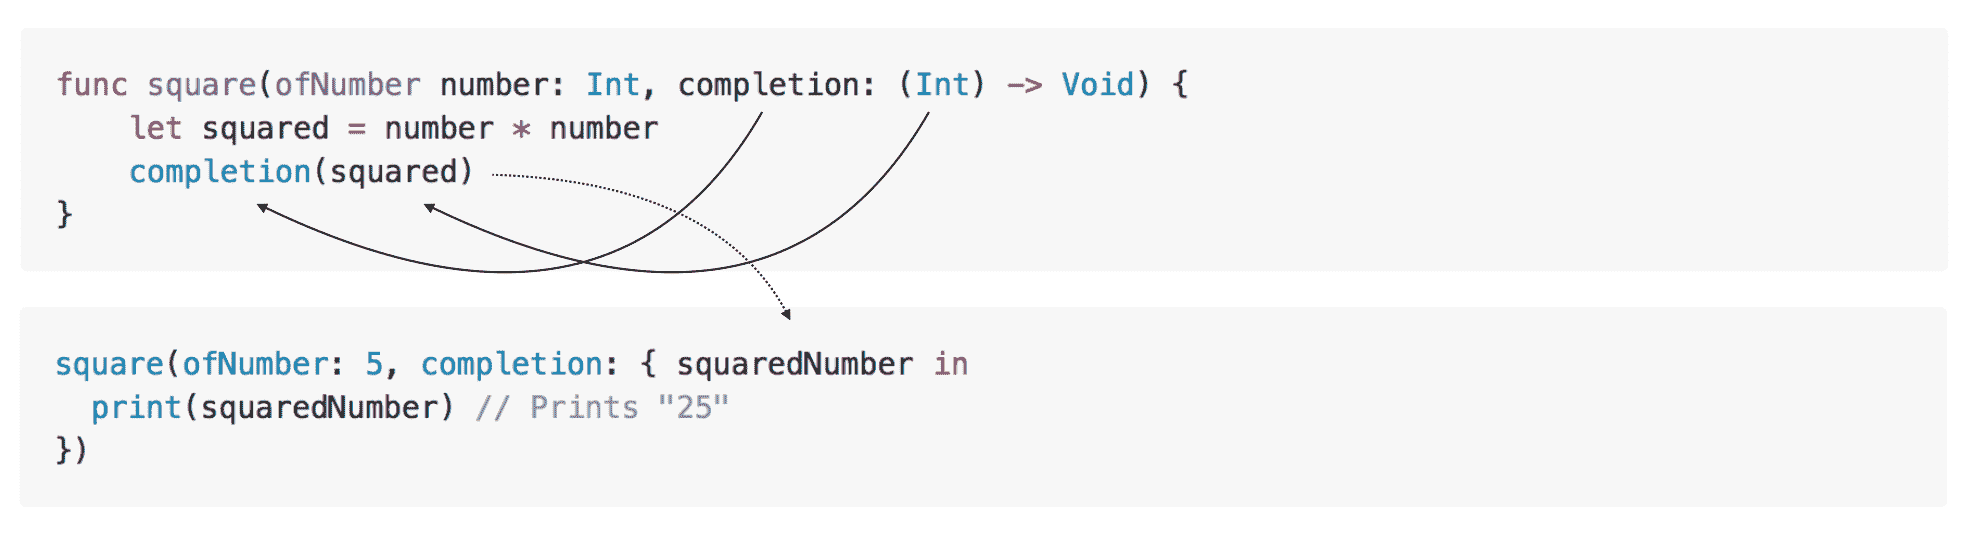 func square(ofNumber number: Int, completion: (Int) -> Void) {
    let squared = number * number
    completion(squared)
}
square(ofNumber: 5, completion: { squaredNumber in
  print(squaredNumber) // Prints "25"
})